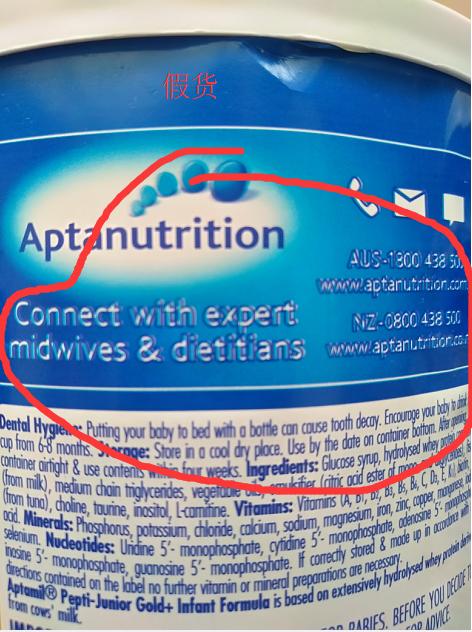 假货
Aptanutrition
AUS-1800 438 500
www.aptanutrition.com
Connect with expert
midwives & dietitians
NZ-0800 438 500
www.aptanutrition.co
Dental Hygiene: Putting your baby to bed with a bottle can cause tooth decay. Encourage your baby to drink
cup from 6-8 months. Storage: Store in a cool dry place. Use by the date on container bottom. After opening
container airtight & use contents within four weeks. Ingredients: Glucose syrup, hydrolysed whey protein
(from milk), medium chain triglycerides, vegetable oils, emulsifier (citric acid ester of mono
(from tuna), choline, taurine, inositol, L-carnitine. Vitamins: Vitamins (A, B1, B2, B3, B5, B6, C, D3, E, K),
acid. Minerals: Phosphorus, potassium, chloride, calcium, sodium, magnesium, iron, zinc, copper, manganese,
selenium. Nucleotides: Uridine 5'- monophosphate, cytidine 5'- monophosphate, adenosine 5'- monophosphate
inosine 5'- monophosphate, guanosine 5'- monophosphate. If correctly stored & made up in accordance with
directions contained on the label no further vitamin or mineral preparations are necessary.
Aptamil® Pepti-Junior Gold+ Infant Formula is based on extensively hydrolysed whey protein
from cows' milk.
FOR BABIES. BEFORE YOU DECIDE T
FOR ADVICE.